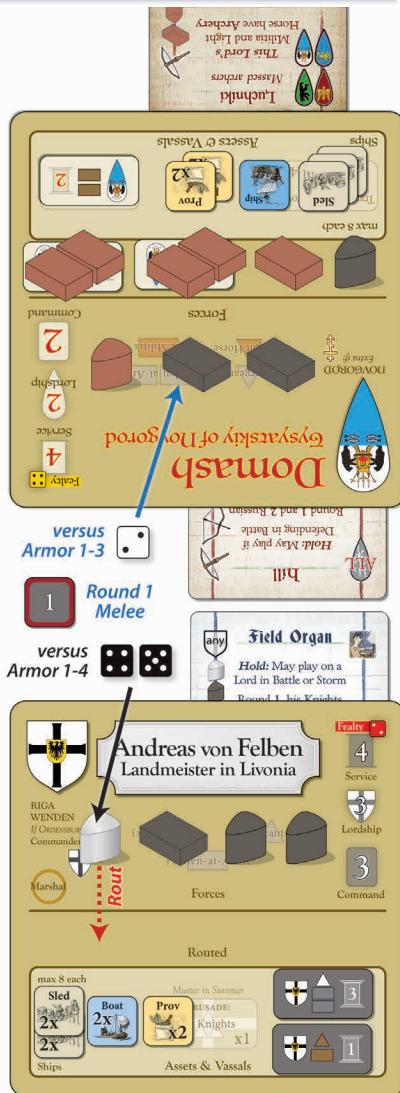 Luchniki
Massed archers
This Lord's
Militia and Light
Horse have Archery
max 8 each
Ships
Sled
Ship
Prov
x2
Assets & Vassals
2
Forces
Command
2
Lordship
2
Service
4
Fealty
NOVGOROD
Extra if
Domash
Tysyatskiy of Novgorod
versus
Armor 1-3
Hill
ALL
Hold: May play if
Defending in Battle
Round 1 and 2 Russian
1
Round 1
Melee
versus
Armor 1-4
any
Field Organ
Hold: May play on a
Lord in Battle or Storm
Round 1, his Knights
Andreas von Felben
Landmeister in Livonia
Fealty
4
Service
3
Lordship
3
Command
RIGA
WENDEN
Commander
Marshal
Rout
Forces
Routed
max 8 each
Sled
2x
2x
Ships
Boat
2x
Prov
x2
Muster in Summer
CRUSADE:
Knights
x1
Assets & Vassals
3
1